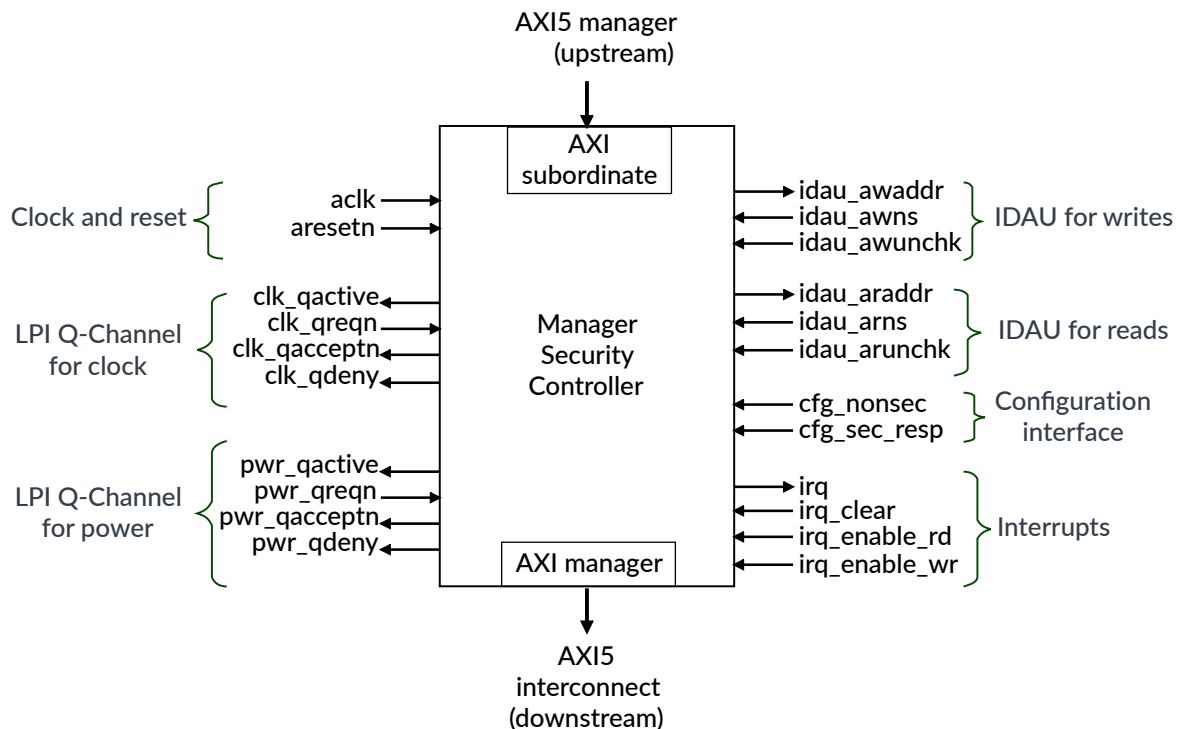 AXI5 manager
(upstream)
AXI
subordinate
Clock and reset
aclk
aresetn
LPI Q-Channel
for clock
clk_qactive
clk_qreqn
clk_qacceptn
clk_qdeny
LPI Q-Channel
for power
pwr_qactive
pwr_qreqn
pwr_qacceptn
pwr_qdeny
Manager
Security
Controller
idau_awaddr
idau_awns
idau_awunchk
IDAU for writes
idau_araddr
idau_arns
idau_arunchk
IDAU for reads
cfg_nonsec
cfg_sec_resp
Configuration
interface
irq
irq_clear
irq_enable_rd
irq_enable_wr
Interrupts
AXI manager
AXI5
interconnect
(downstream)